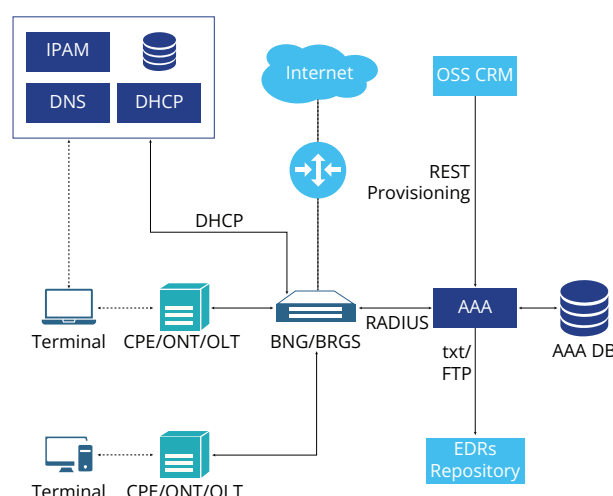 IPAM
DNS
DHCP
Internet
OSS CRM
REST
Provisioning
DHCP
Terminal
CPE/ONT/OLT
BNG/BRGS
RADIUS
AAA
AAA DB
txt/
FTP
EDRs
Repository
Terminal
CPE/ONT/OLT